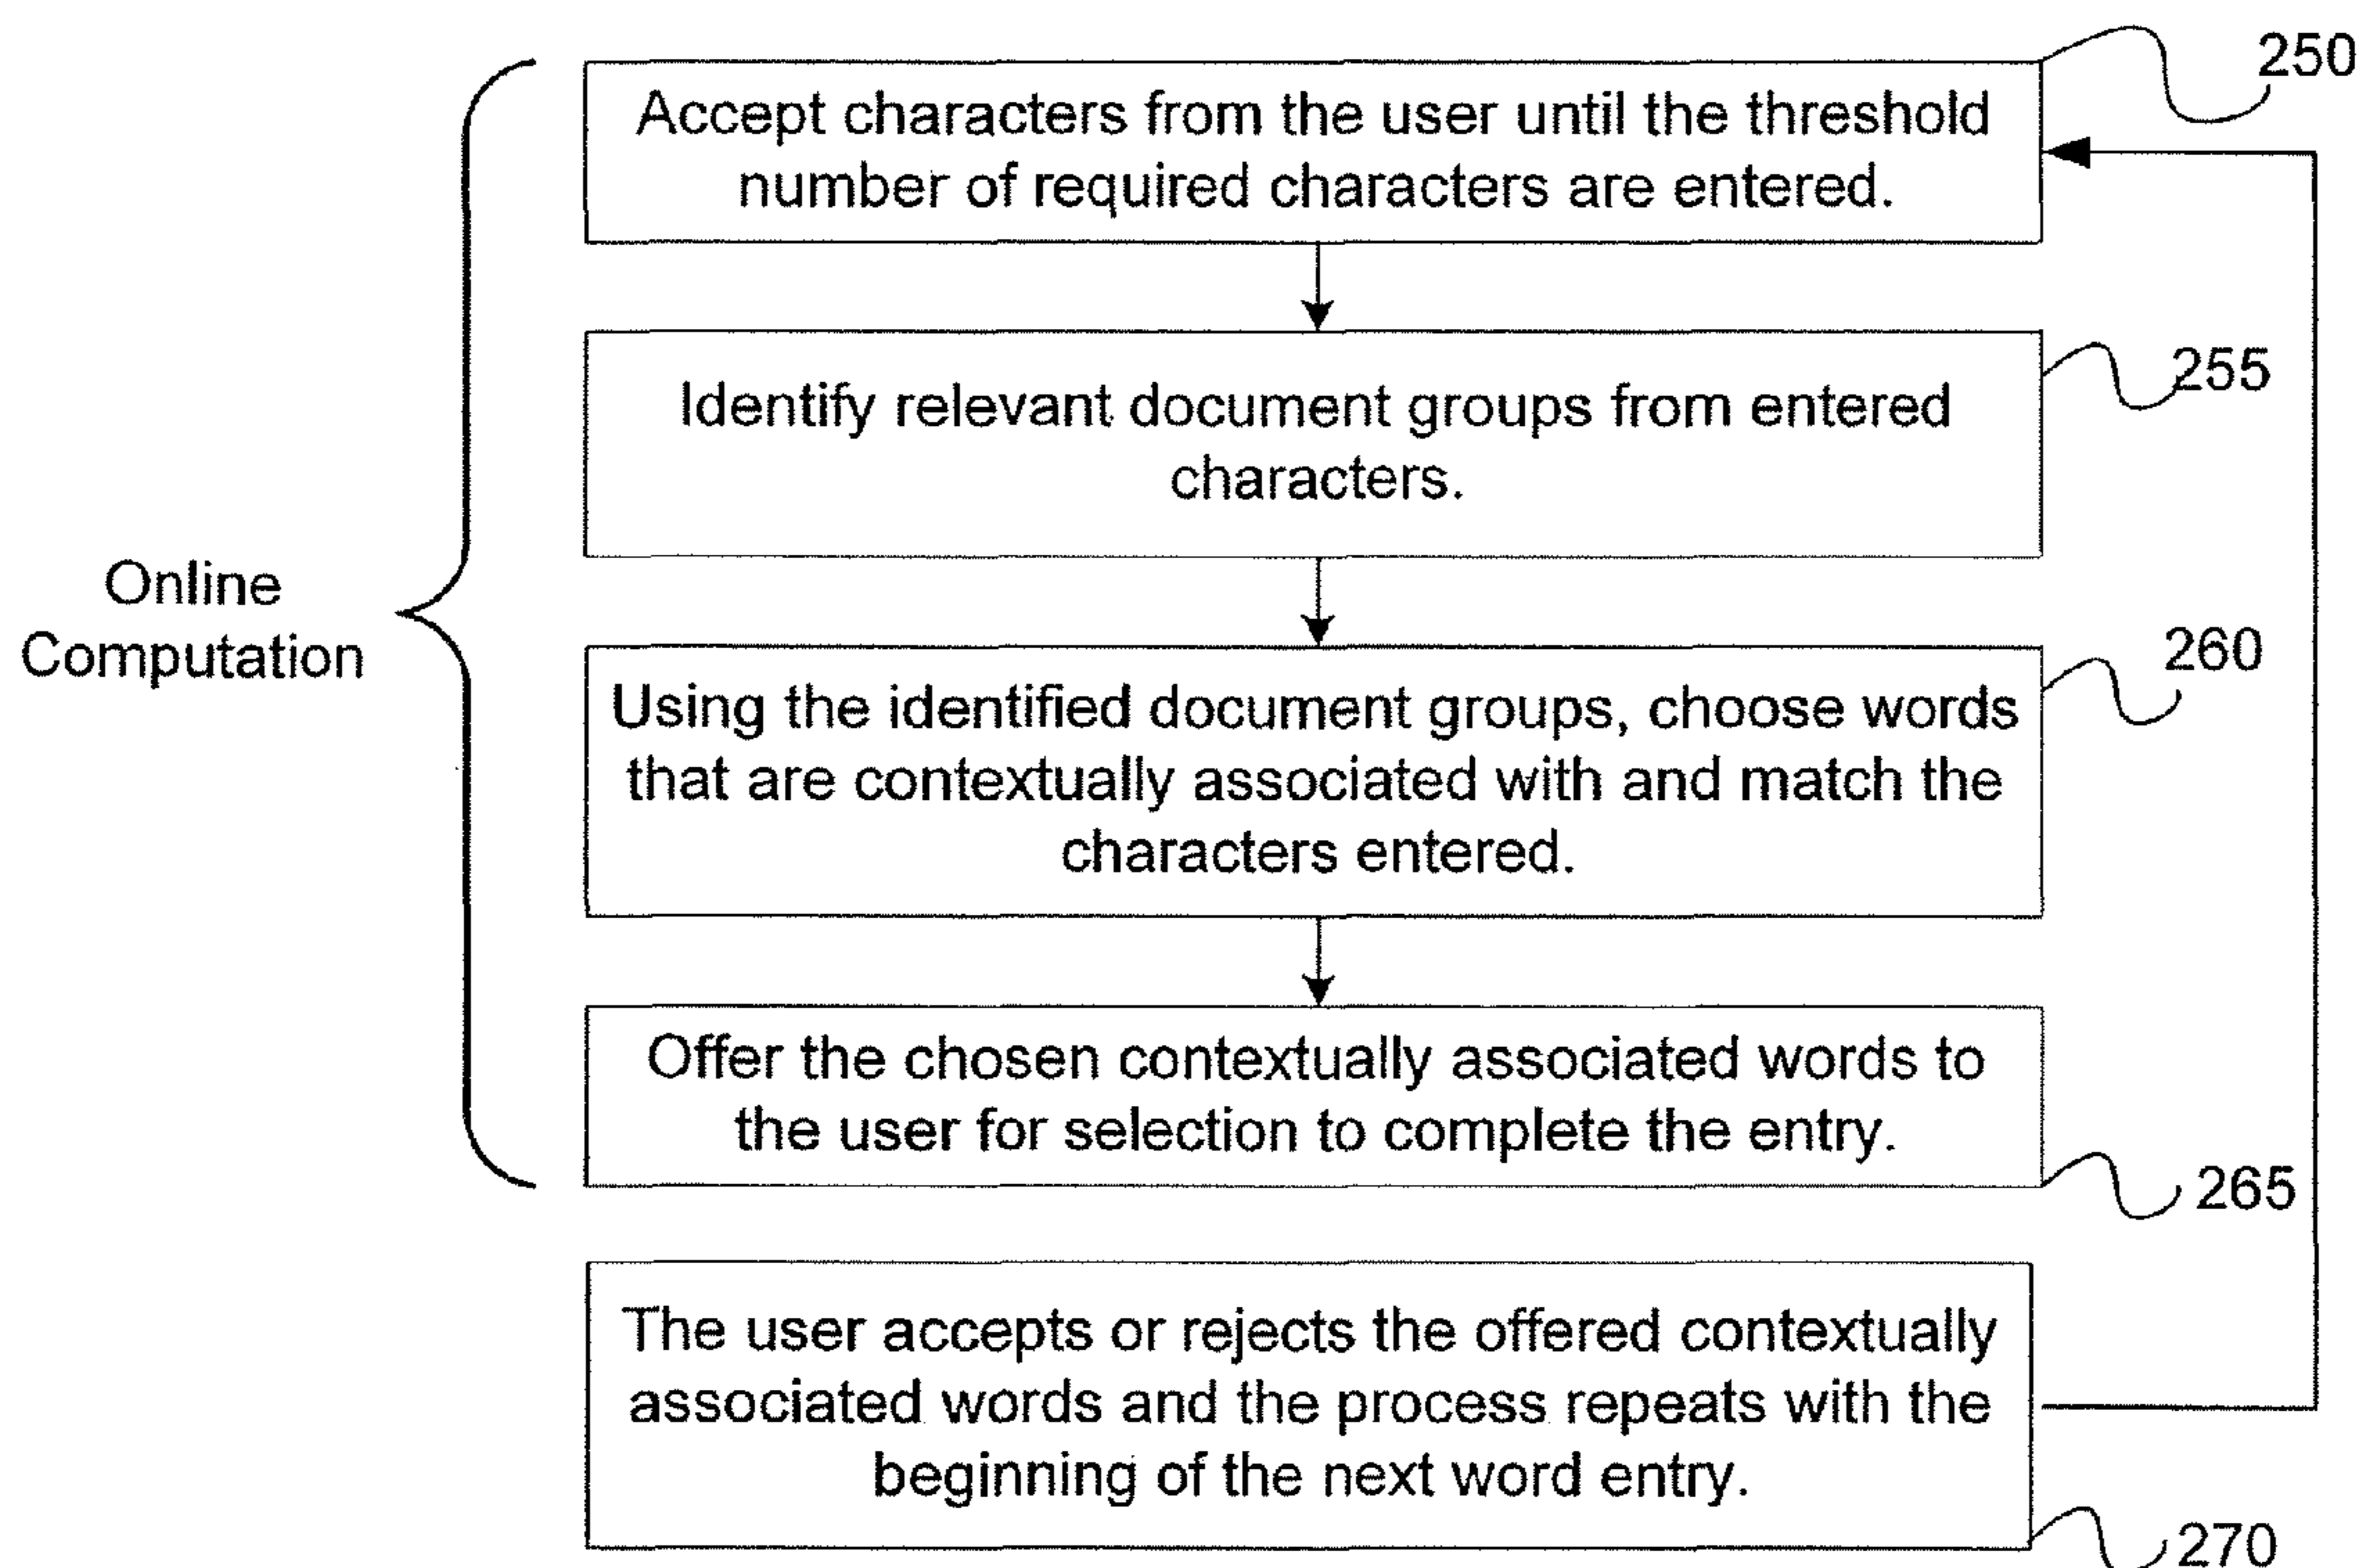 250
Accept characters from the user until the threshold
number of required characters are entered.
255
Identify relevant document groups from entered
characters.
Online
Computation
260
Using the identified document groups, choose words
that are contextually associated with and match the
characters entered.
Offer the chosen contextually associated words to
the user for selection to complete the entry.
265
The user accepts or rejects the offered contextually
associated words and the process repeats with the
beginning of the next word entry.
270